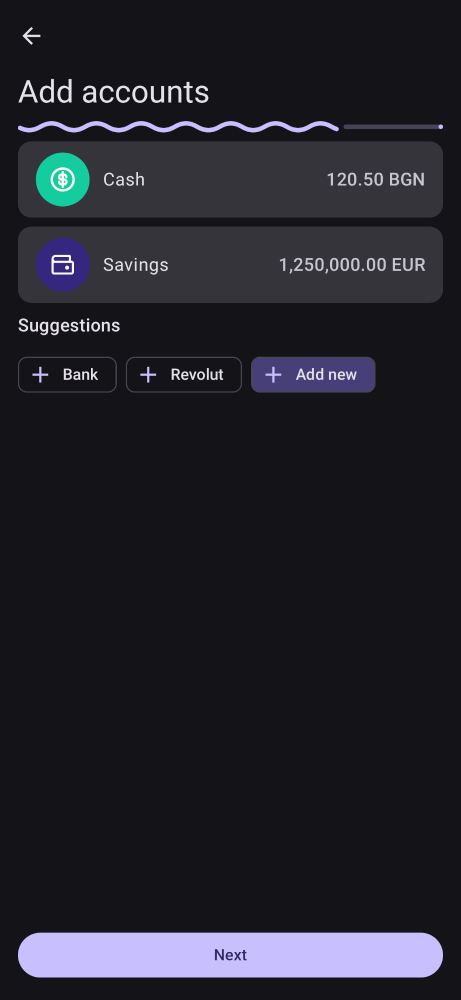 Add accounts
Cash 120.50 BGN
Savings 1,250,000.00 EUR
Suggestions
Bank Revolut Add new
Next